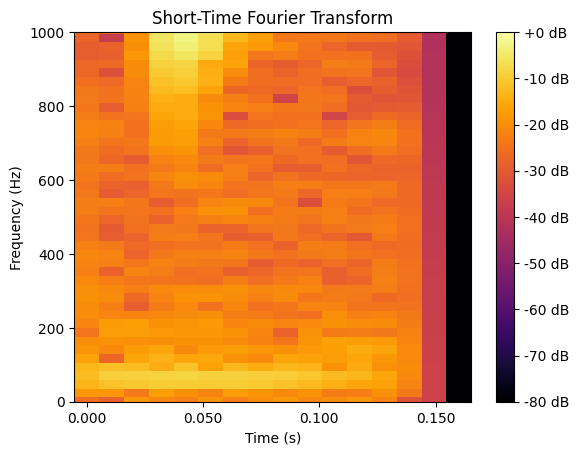 Short-Time Fourier Transform
1000
800
600
400
200
0
Frequency (Hz)
0.000
0.050
0.100
0.150
Time (s)
+0 dB
-10 dB
-20 dB
-30 dB
-40 dB
-50 dB
-60 dB
-70 dB
-80 dB